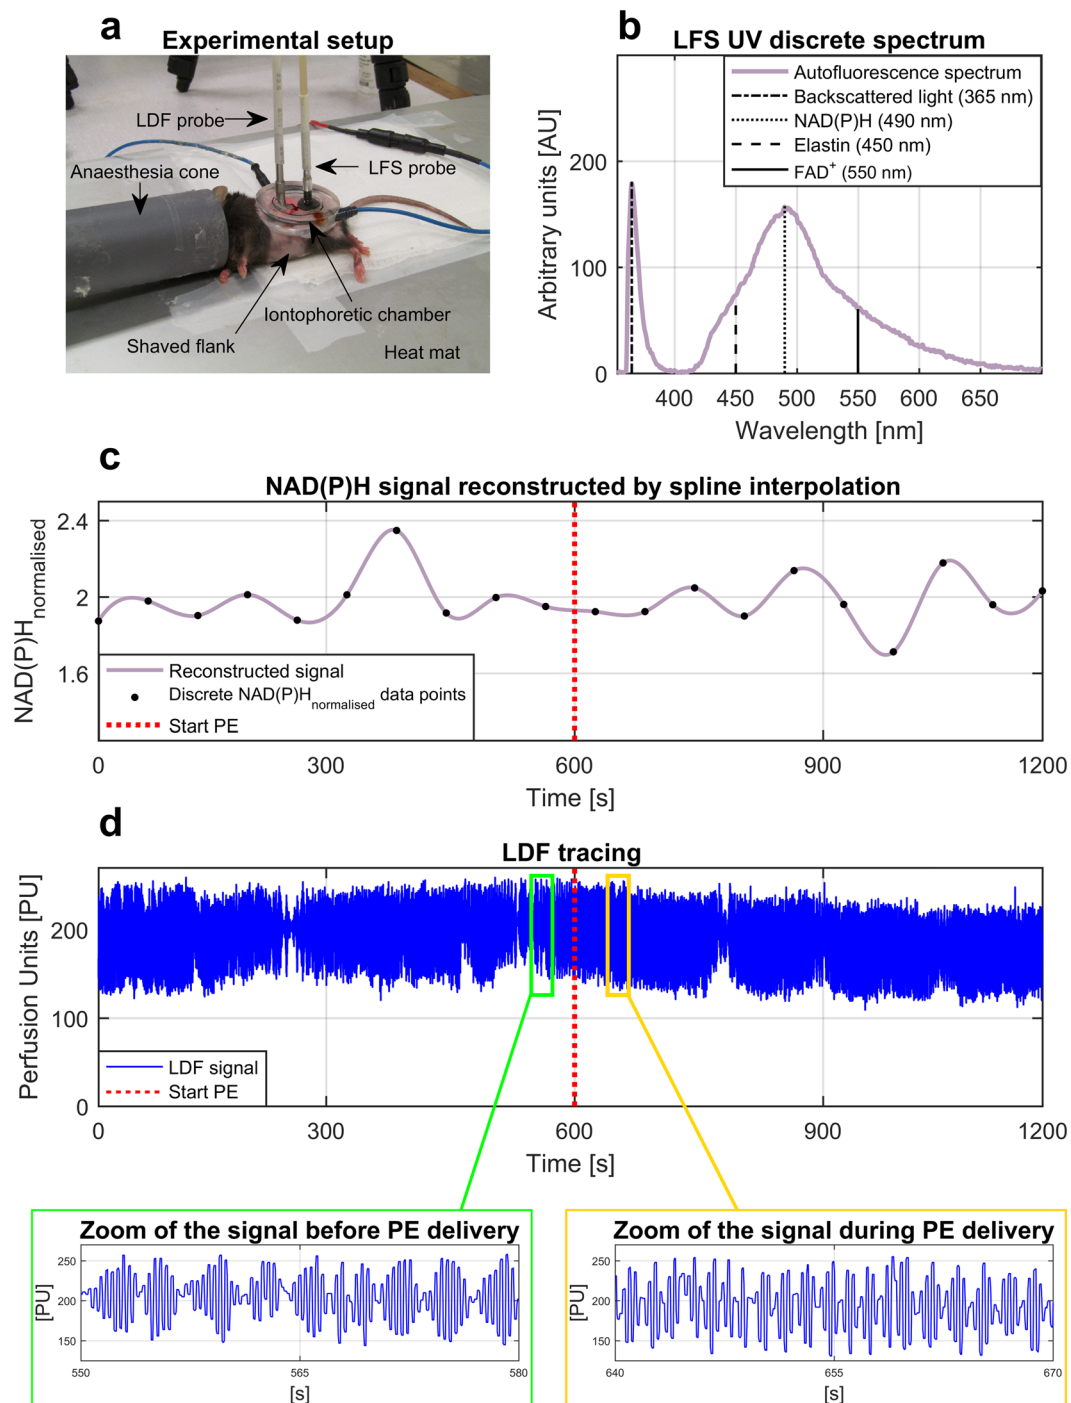 a
Experimental setup
LDF probe
LFS probe
Anaesthesia cone
Iontophoretic chamber
Shaved flank
Heat mat
b
LFS UV discrete spectrum
Autofluorescence spectrum
Backscattered light (365 nm)
NAD(P)H (490 nm)
Elastin (450 nm)
FAD+ (550 nm)
Arbitrary units [AU]
200
100
0
400 450 500 550 600 650
Wavelength [nm]
c
NAD(P)H signal reconstructed by spline interpolation
NAD(P)Hnormalised
2.4
2
1.6
Reconstructed signal
Discrete NAD(P)Hnormalised data points
Start PE
0 300 600 900 1200
Time [s]
d
LDF tracing
Perfusion Units [PU]
200
100
0
LDF signal
Start PE
0 300 600 900 1200
Time [s]
Zoom of the signal before PE delivery
[PU]
250
200
150
550 565 580
[s]
Zoom of the signal during PE delivery
[PU]
250
200
150
640 655 670
[s]